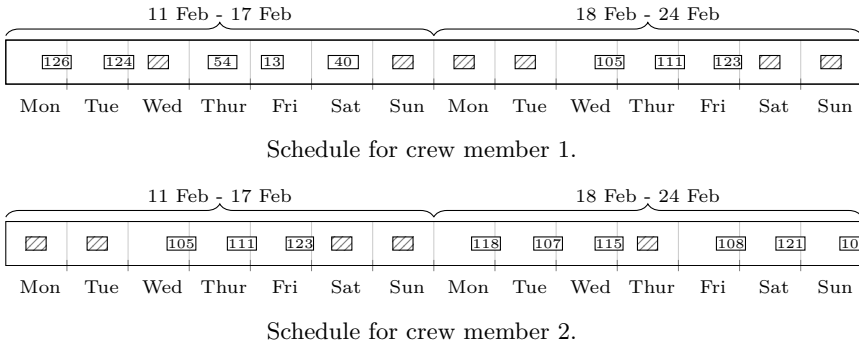 11 Feb - 17 Feb 18 Feb - 24 Feb
126 124 54 13 40 105 111 123
Mon Tue Wed Thur Fri Sat Sun Mon Tue Wed Thur Fri Sat Sun
Schedule for crew member 1.
11 Feb - 17 Feb 18 Feb - 24 Feb
105 111 123 118 107 115 108 121
Mon Tue Wed Thur Fri Sat Sun Mon Tue Wed Thur Fri Sat Sun
Schedule for crew member 2.